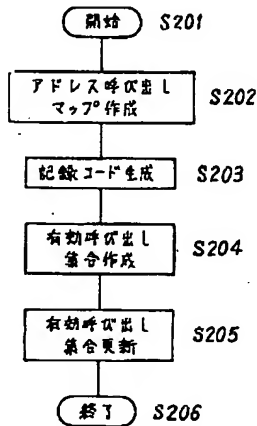 開始 S201
アドレス呼び出し S202
マップ作成
記録コード生成 S203
有効呼び出し S204
集合作成
有効呼び出し S205
集合更新
終了 S206